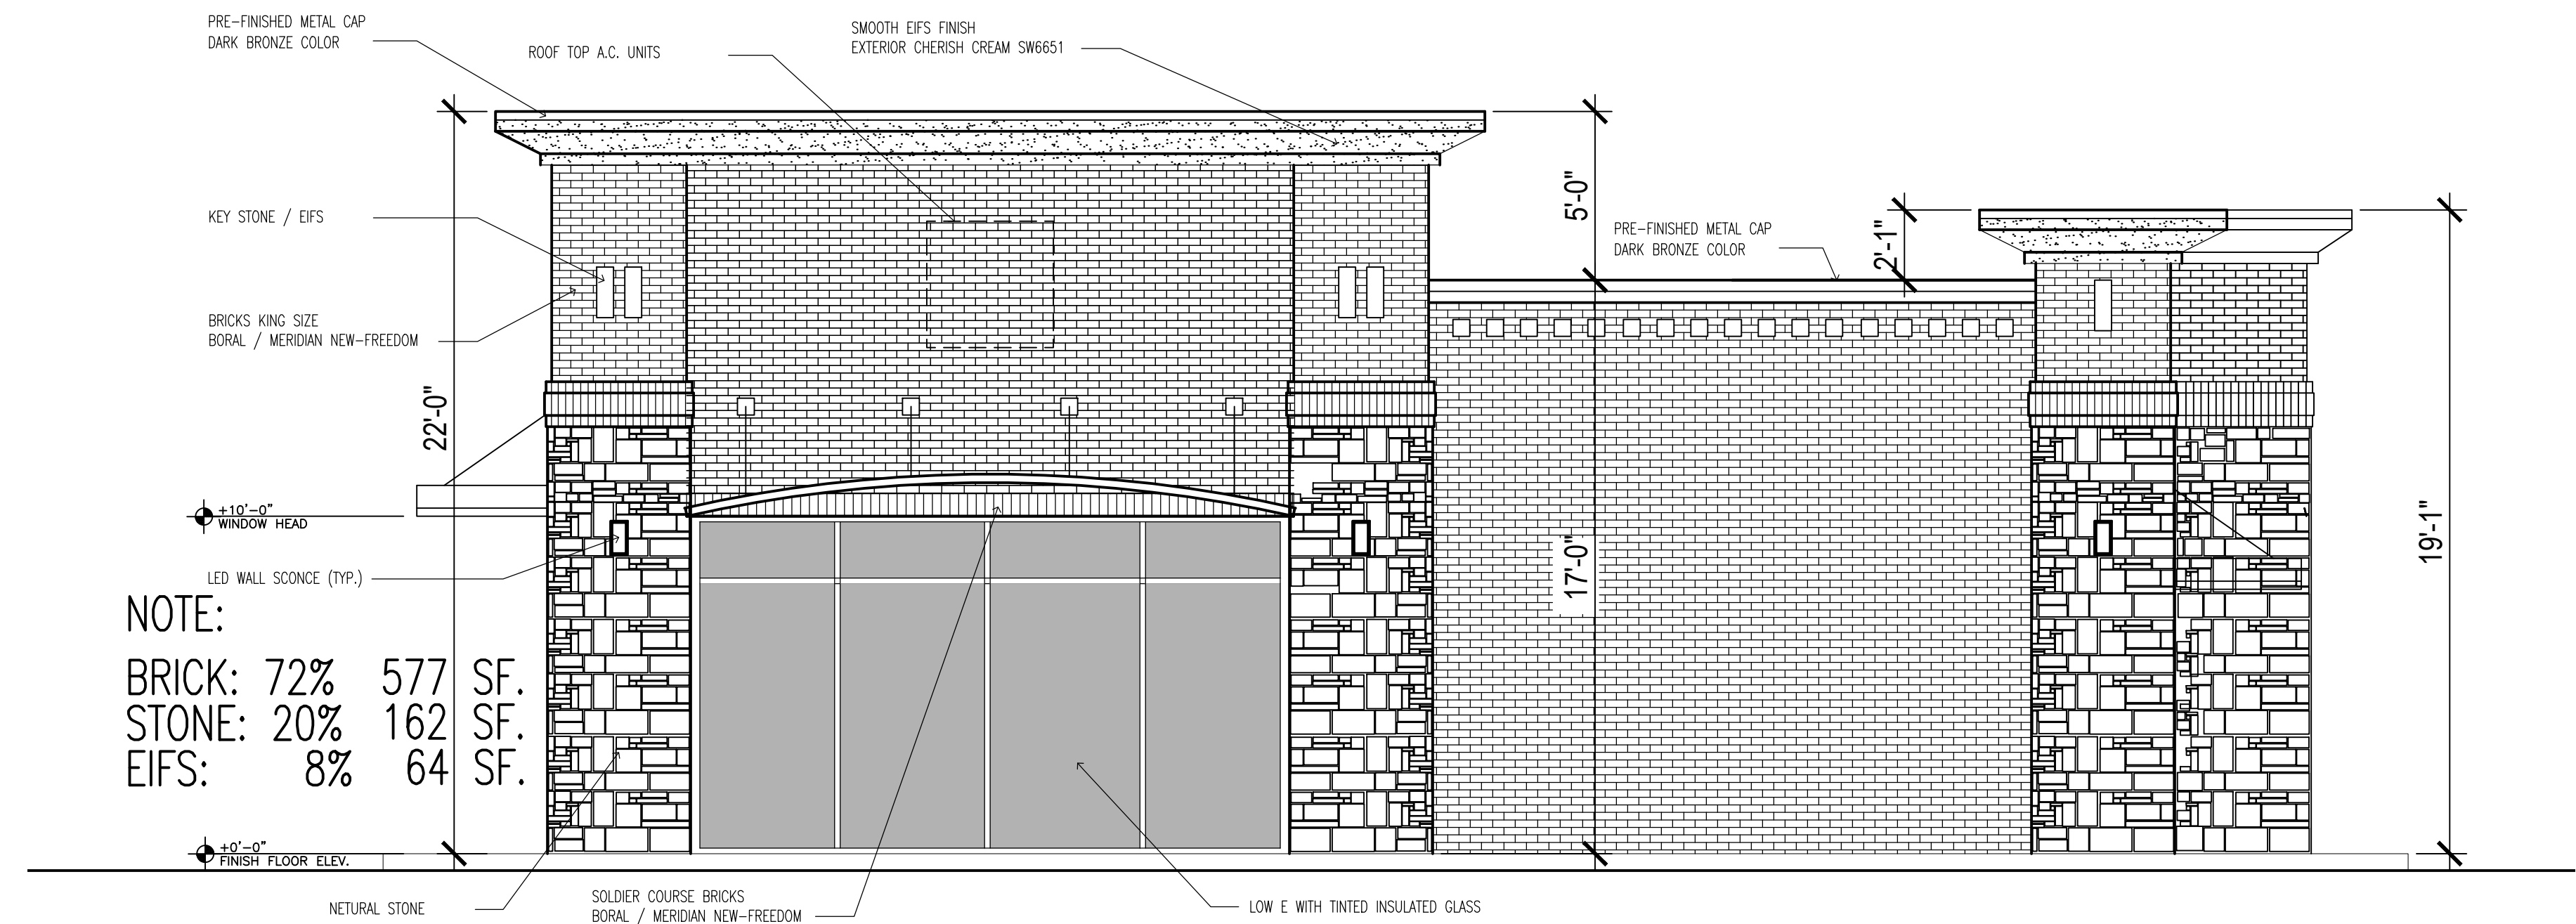 PRE-FINISHED METAL CAP
DARK BRONZE COLOR
ROOF TOP A.C. UNITS
SMOOTH EIFS FINISH
EXTERIOR CHERISH CREAM SW6651
KEY STONE / EIFS
BRICKS KING SIZE
BORAL / MERIDIAN NEW-FREEDOM
22'-0"
5'-0"
PRE-FINISHED METAL CAP
DARK BRONZE COLOR
2'-1"
17'-0"
19'-1"
+10'-0"
WINDOW HEAD
LED WALL SCONCE (TYP.)
NOTE:
BRICK: 72% 577 SF.
STONE: 20% 162 SF.
EIFS: 8% 64 SF.
+0'-0"
FINISH FLOOR ELEV.
NETURAL STONE
SOLDIER COURSE BRICKS
BORAL / MERIDIAN NEW-FREEDOM
LOW E WITH TINTED INSULATED GLASS